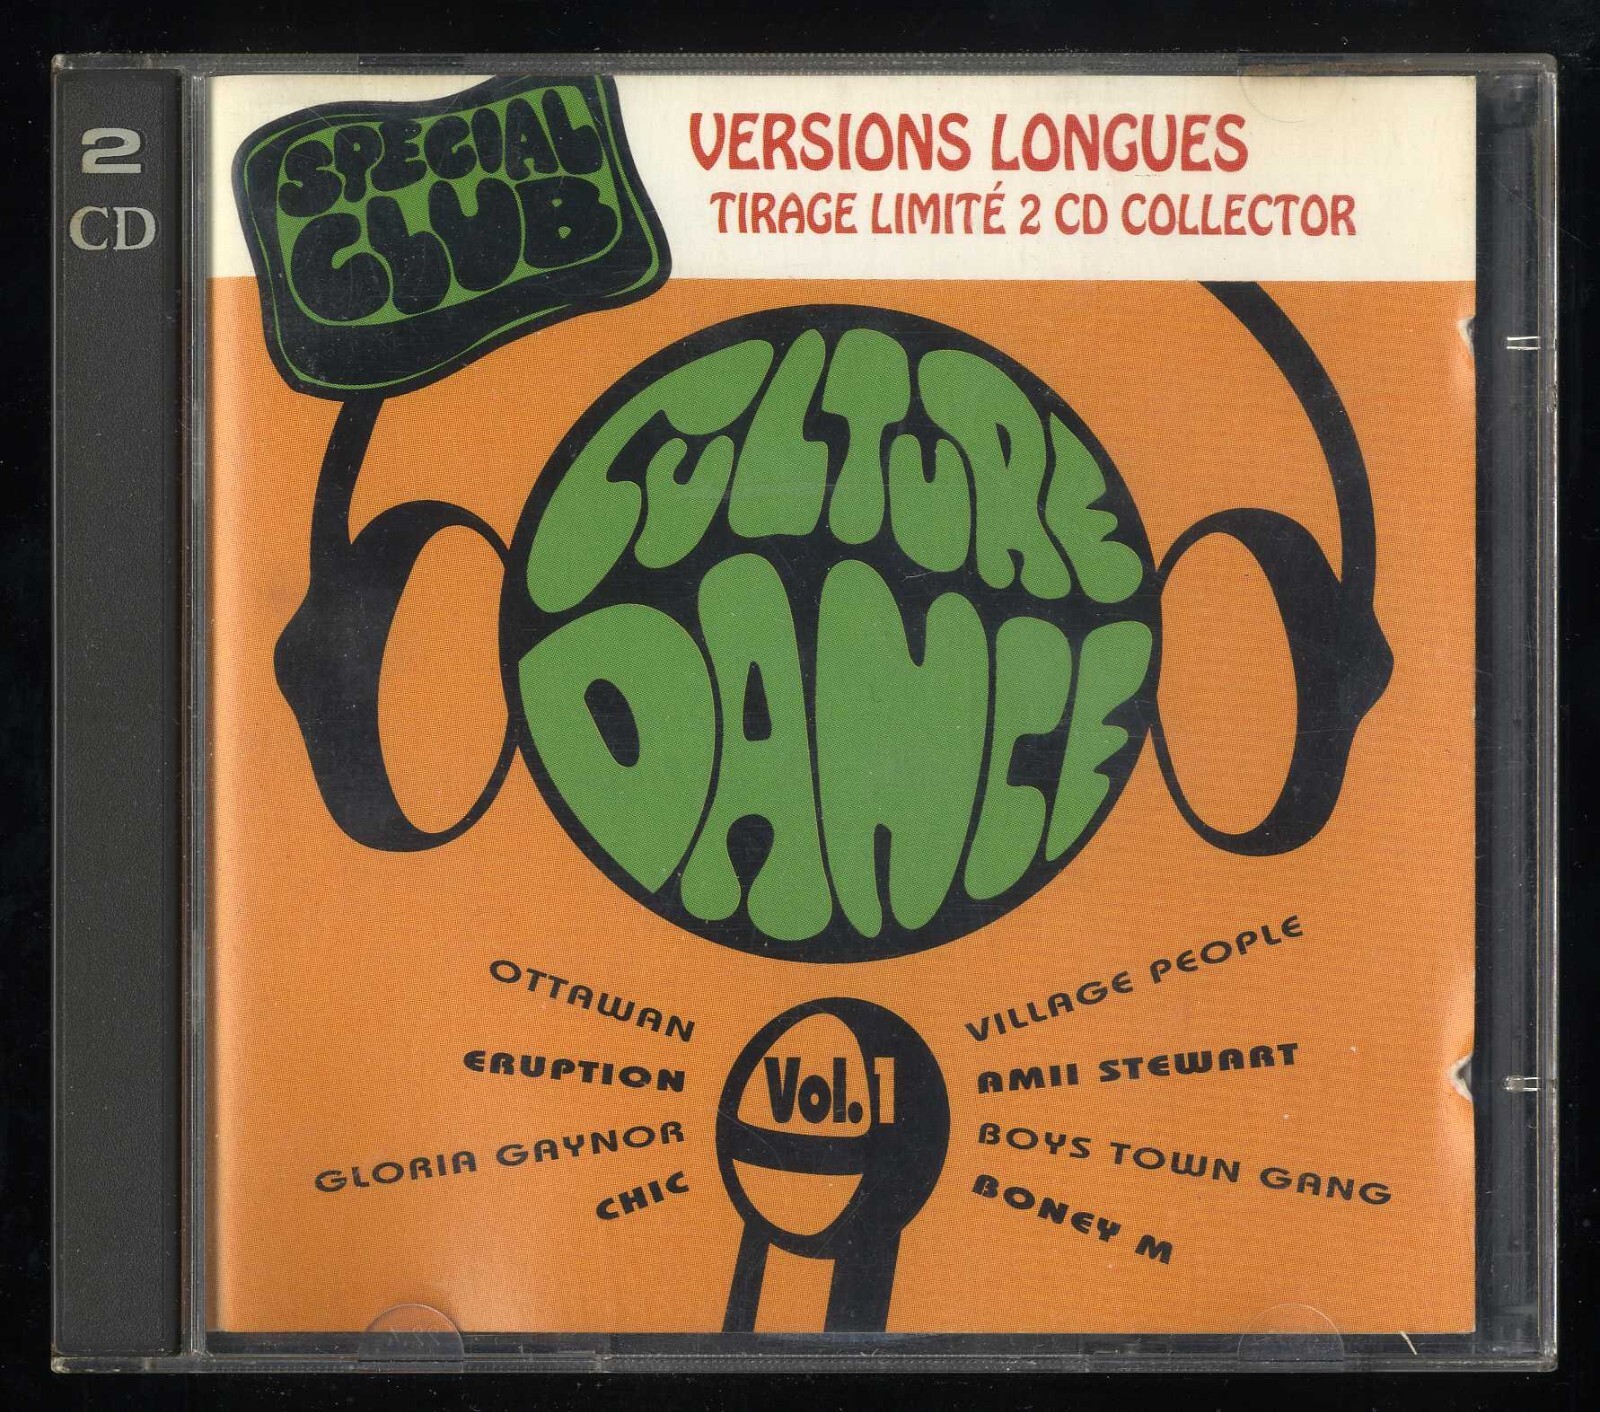 2
CD
SPECIAL
CLUB
VERSIONS LONGUES
TIRAGE LIMITÉ 2 CD COLLECTOR
CULTURE
DANCE
OTTAWAN
ERUPTION
GLORIA GAYNOR
CHIC
Vol.1
VILLAGE PEOPLE
AMII STEWART
BOYS TOWN GANG
BONEY M